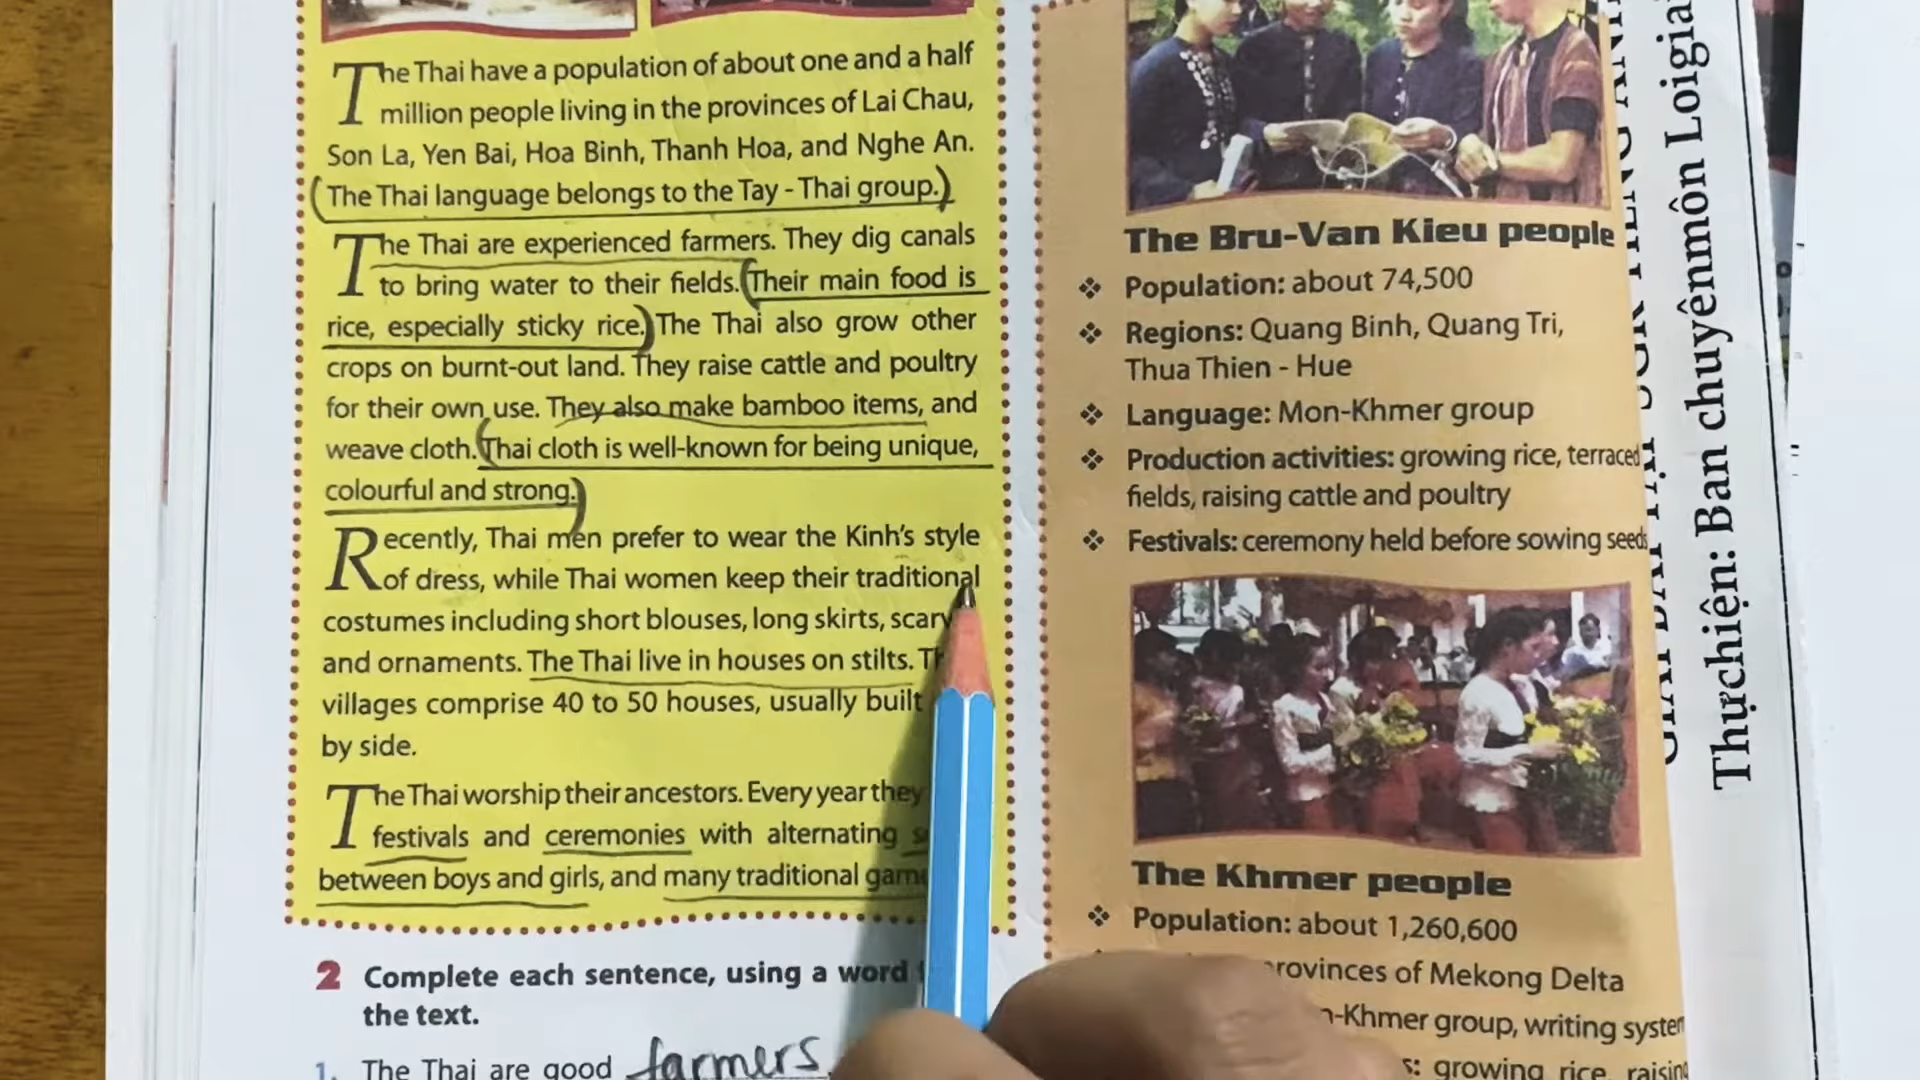 The Thai have a population of about one and a half
million people living in the provinces of Lai Chau,
Son La, Yen Bai, Hoa Binh, Thanh Hoa, and Nghe An.
(The Thai language belongs to the Tay - Thai group.)
The Thai are experienced farmers. They dig canals
to bring water to their fields. (Their main food is
rice, especially sticky rice.) The Thai also grow other
crops on burnt-out land. They raise cattle and poultry
for their own use. They also make bamboo items, and
weave cloth. (Thai cloth is well-known for being unique,
colourful and strong.)
Recently, Thai men prefer to wear the Kinh's style
of dress, while Thai women keep their traditional
costumes including short blouses, long skirts,
and ornaments. The Thai live in houses on stilts.
villages comprise 40 to 50 houses, usually built
by side.
The Thai worship their ancestors. Every year they
festivals and ceremonies with alternating
between boys and girls, and many traditional
2 Complete each sentence, using a word
the text.
1. The Thai are good farmers.
The Bru-Van Kieu people
❖ Population: about 74,500
❖ Regions: Quang Binh, Quang Tri,
Thua Thien - Hue
❖ Language: Mon-Khmer group
❖ Production activities: growing rice, terraced
fields, raising cattle and poultry
❖ Festivals: ceremony held before sowing seeds
The Khmer people
❖ Population: about 1,260,600
provinces of Mekong Delta
group, writing
growing rice, raising
Thực hiện: Ban chuyên môn